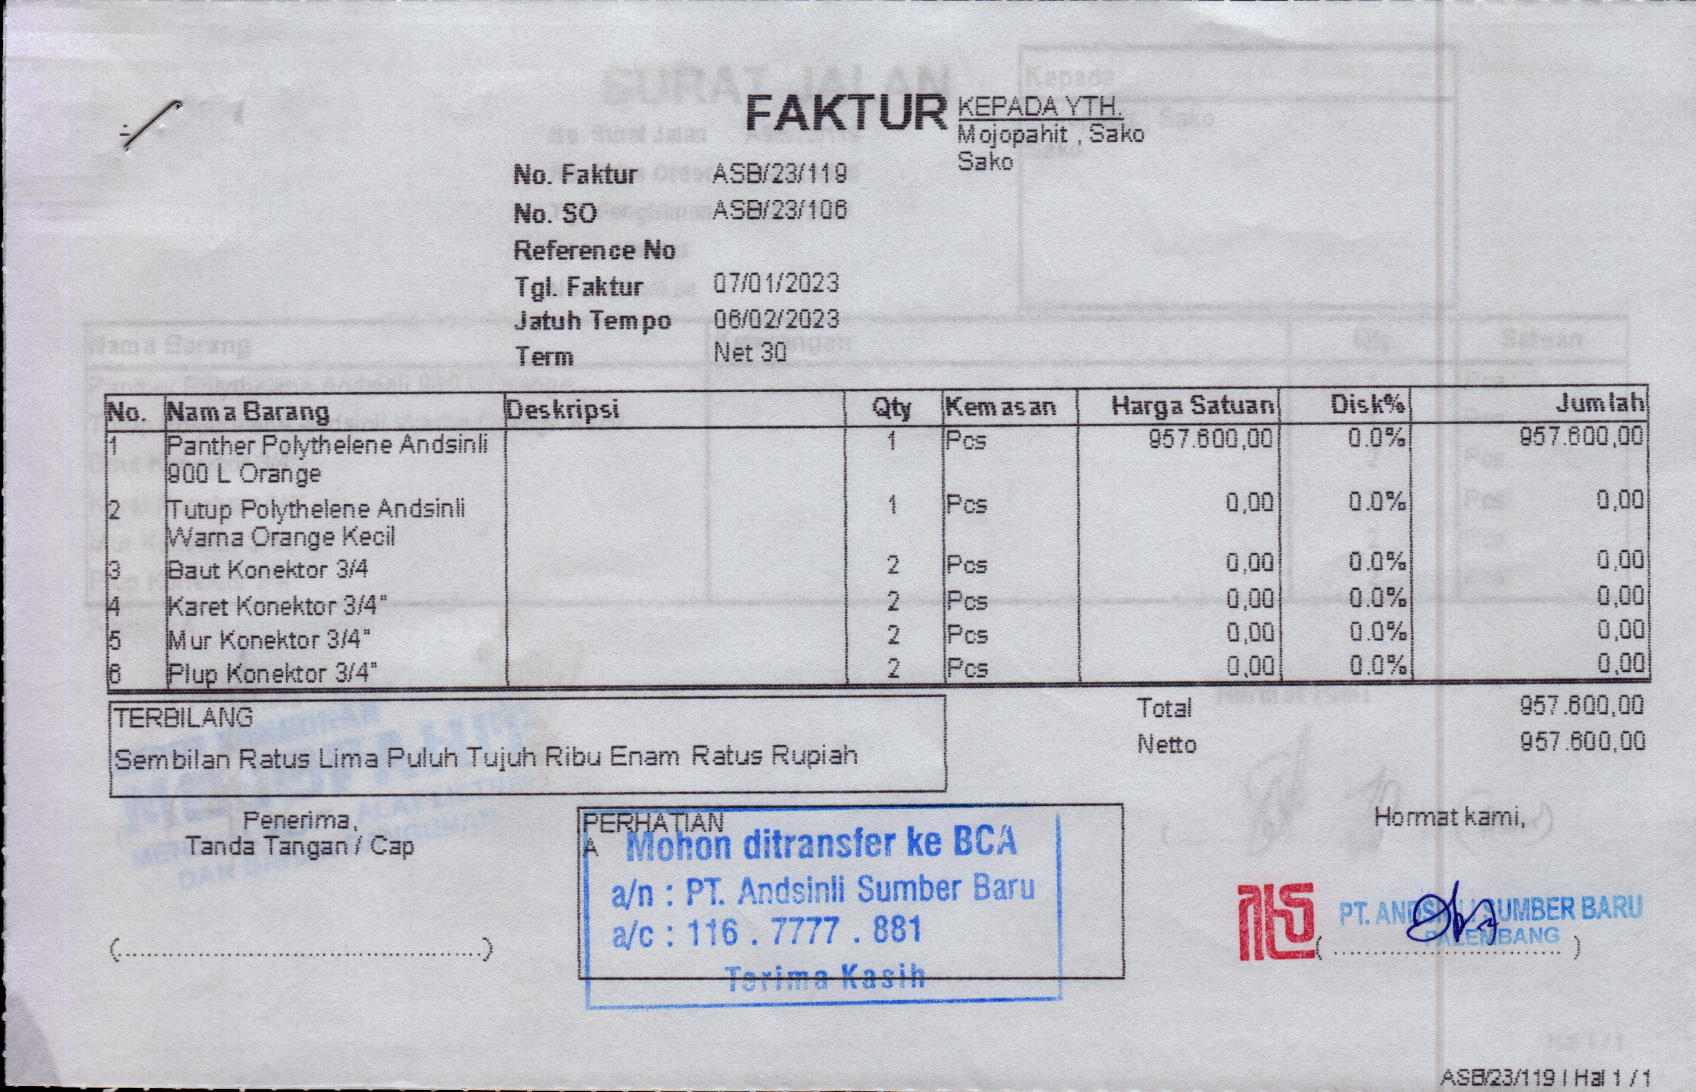 FAKTUR
KEPADA YTH.
Mojopahit , Sako
Sako
No. Faktur ASB/23/119
No. SO ASB/23/106
Reference No
Tgl. Faktur 07/01/2023
Jatuh Tempo 06/02/2023
Term Net 30
No. Nama Barang Deskripsi Qty Kemasan Harga Satuan Disk% Jumlah
1 Panther Polythelene Andsinli 1 Pcs 957.600,00 0.0% 957.600,00
900 L Orange
2 Tutup Polythelene Andsinli 1 Pcs 0,00 0.0% 0,00
Warna Orange Kecil
3 Baut Konektor 3/4 2 Pcs 0,00 0.0% 0,00
4 Karet Konektor 3/4" 2 Pcs 0,00 0.0% 0,00
5 Mur Konektor 3/4" 2 Pcs 0,00 0.0% 0,00
6 Plup Konektor 3/4" 2 Pcs 0,00 0.0% 0,00
TERBILANG
Sembilan Ratus Lima Puluh Tujuh Ribu Enam Ratus Rupiah
Total 957.600,00
Netto 957.600,00
Penerima,
Tanda Tangan / Cap
(................................................)
PERHATIAN
A
Mohon ditransfer ke BCA
a/n : PT. Andsinli Sumber Baru
a/c : 116 . 7777 . 881
Terima Kasih
Hormat kami,
PT. ANDSINLI SUMBER BARU
PALEMBANG
(..............................)
ASB/23/119 | Hal 1 / 1